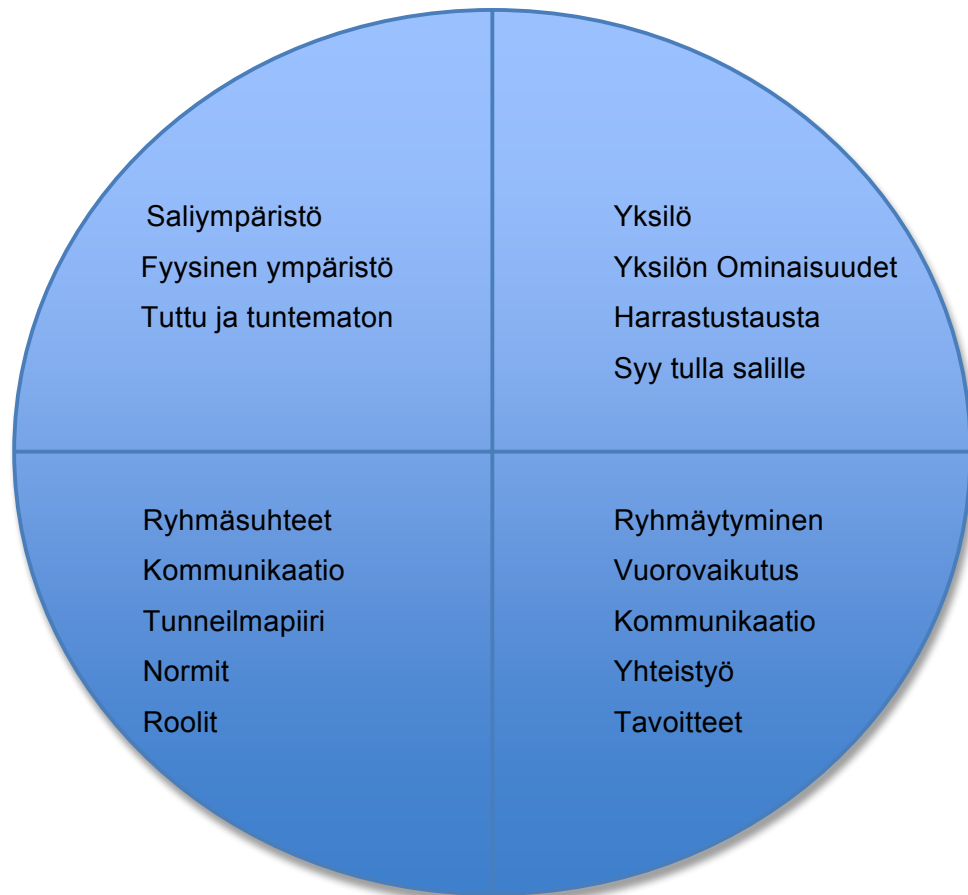 Saliympäristö
Fyysinen ympäristö
Tuttu ja tuntematon
Yksilö
Yksilön Ominaisuudet
Harrastustausta
Syy tulla salille
Ryhmäsuhteet
Kommunikaatio
Tunneilmapiiri
Normit
Roolit
Ryhmäytyminen
Vuorovaikutus
Kommunikaatio
Yhteistyö
Tavoitteet